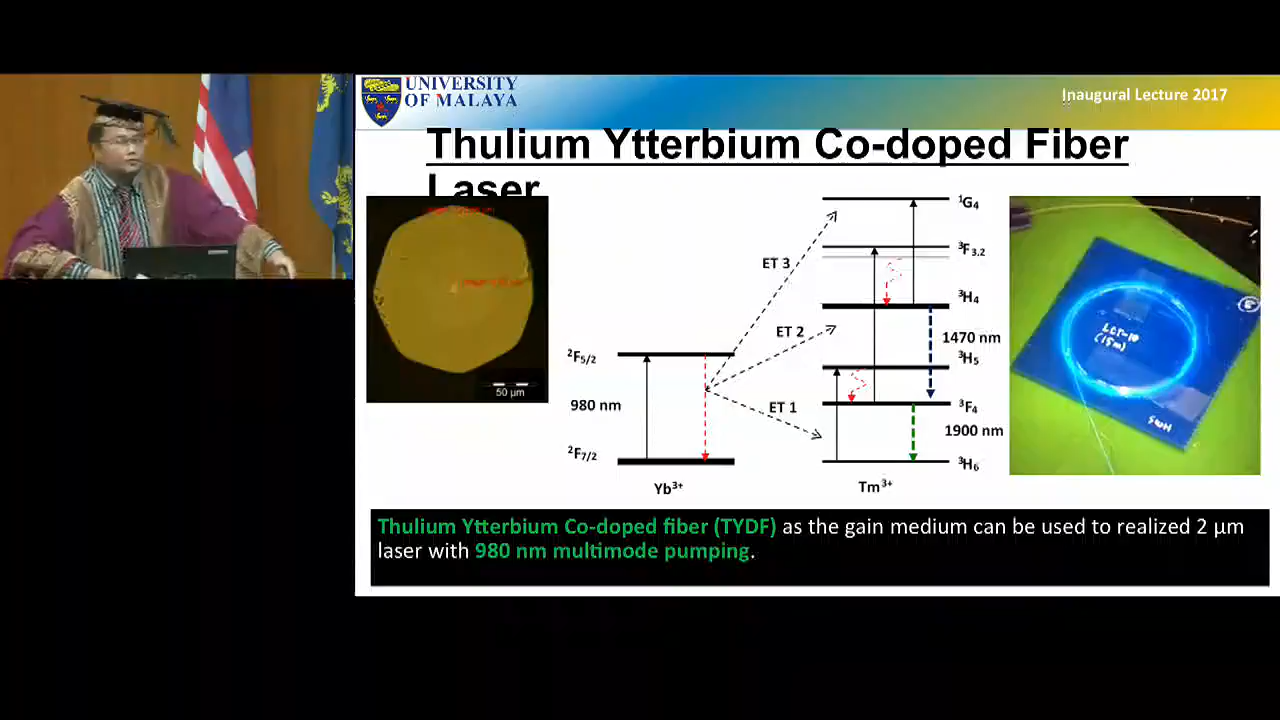 UNIVERSITY
OF MALAYA
Inaugural Lecture 2017
Thulium Ytterbium Co-doped Fiber
Laser
50 µm
²F₅/₂
980 nm
²F₇/₂
Yb³⁺
ET 3
ET 2
ET 1
¹G₄
³F₃,₂
³H₄
1470 nm
³H₅
³F₄
1900 nm
³H₆
Tm³⁺
LCT-10
(15m)
Thulium Ytterbium Co-doped fiber (TYDF) as the gain medium can be used to realized 2 µm
laser with 980 nm multimode pumping.